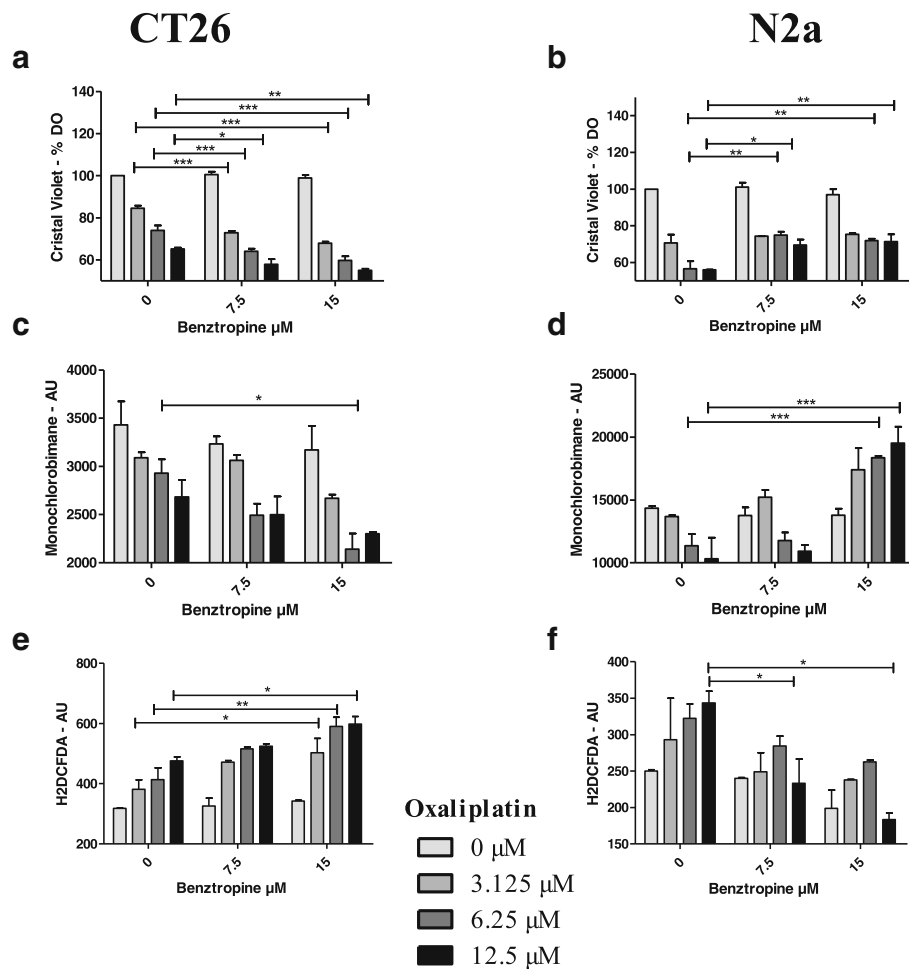 CT26
N2a
a
Cristal Violet - % DO
140
120
100
80
60
**
***
***
*
***
***
0
7.5
15
Benztropine µM
b
Cristal Violet - % DO
140
120
100
80
60
**
**
*
**
0
7.5
15
Benztropine µM
c
Monochlorobimane - AU
4000
3500
3000
2500
2000
*
0
7.5
15
Benztropine µM
d
Monochlorobimane - AU
25000
20000
15000
10000
***
***
0
7.5
15
Benztropine µM
e
H2DCFDA - AU
800
600
400
200
*
**
*
0
7.5
15
Benztropine µM
f
H2DCFDA - AU
400
350
300
250
200
150
*
*
0
7.5
15
Benztropine µM
Oxaliplatin
0 µM
3.125 µM
6.25 µM
12.5 µM